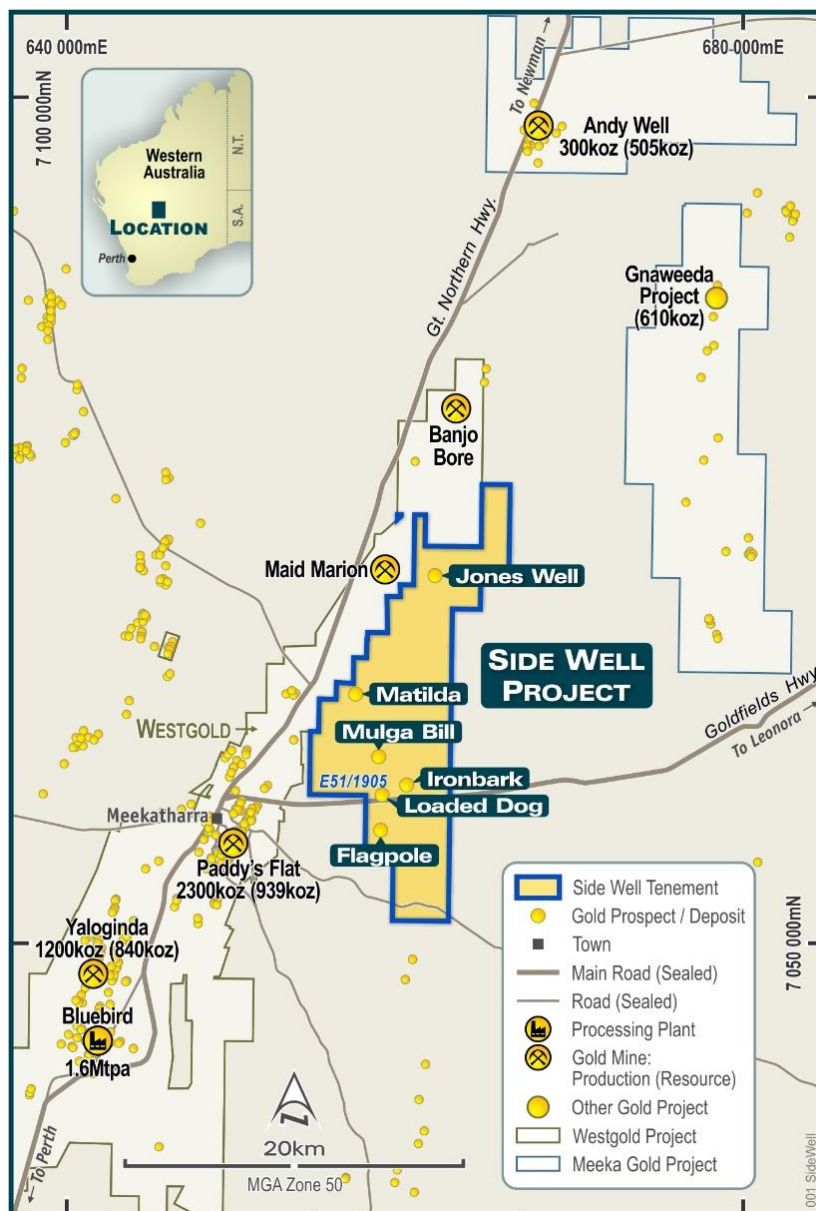 640 000mE
680 000mE
7 100 000mN
To Newman
Western
Australia
N.T.
S.A.
LOCATION
Perth
Andy Well
300koz (505koz)
Gt. Northern Hwy.
Gnaweeda
Project
(610koz)
Banjo
Bore
Maid Marion
Jones Well
SIDE WELL
PROJECT
Matilda
Goldfields Hwy
To Leonora
WESTGOLD
Mulga Bill
E51/1905
Ironbark
Loaded Dog
Meekatharra
Flagpole
Paddy's Flat
2300koz (939koz)
Yaloginda
1200koz (840koz)
7 050 000mN
Bluebird
1.6Mtpa
To Perth
Z
20km
MGA Zone 50
Side Well Tenement
Gold Prospect / Deposit
Town
Main Road (Sealed)
Road (Sealed)
Processing Plant
Gold Mine:
Production (Resource)
Other Gold Project
Westgold Project
Meeka Gold Project
001 SideWell